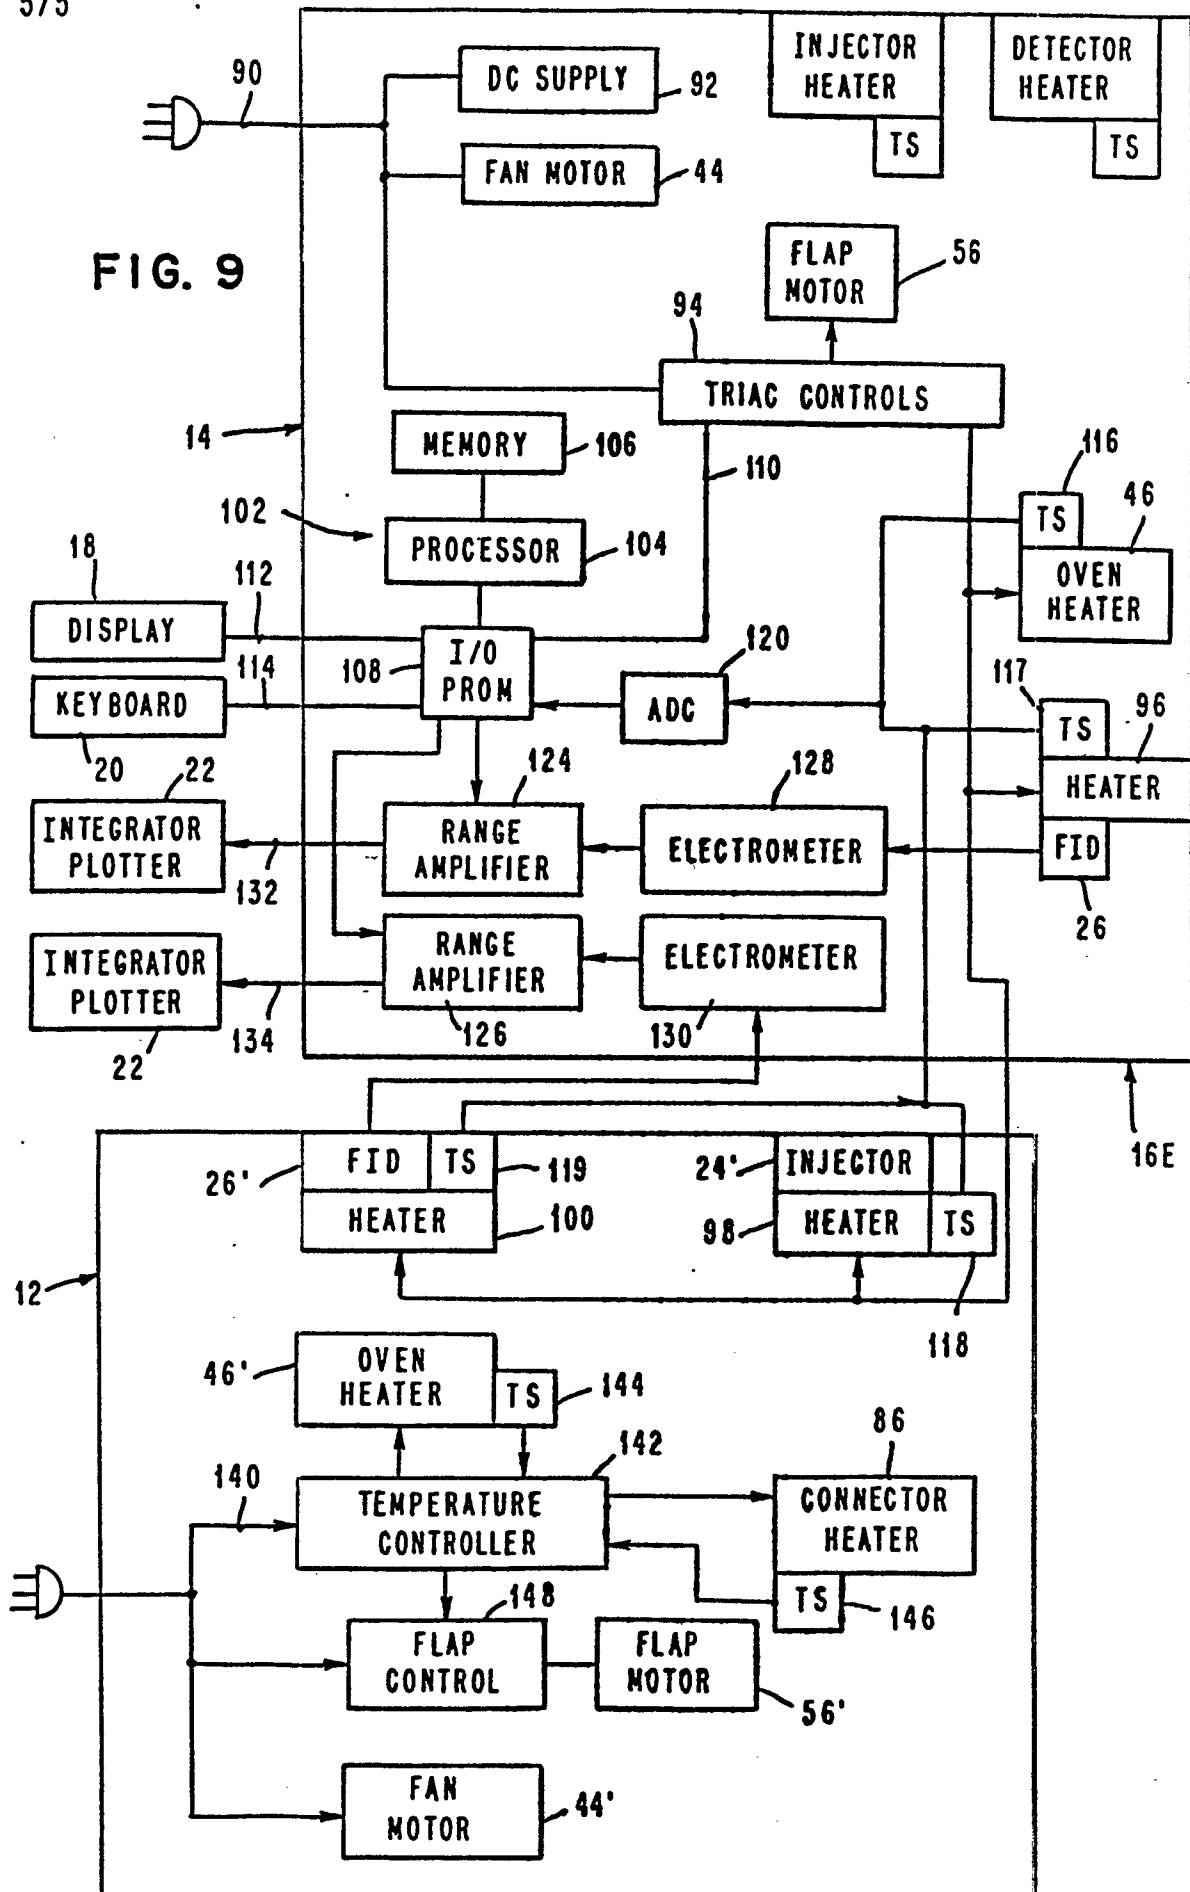 5/5
90
DC SUPPLY
92
INJECTOR
HEATER
TS
DETECTOR
HEATER
TS
FAN MOTOR
44
FIG. 9
FLAP
MOTOR
56
94
TRIAC CONTROLS
14
MEMORY
106
110
116
46
TS
OVEN
HEATER
102
PROCESSOR
104
18
DISPLAY
112
114
108
I/O
PROM
120
ADC
KEYBOARD
20
117
TS
96
HEATER
FID
26
22
INTEGRATOR
PLOTTER
132
124
RANGE
AMPLIFIER
128
ELECTROMETER
INTEGRATOR
PLOTTER
22
134
RANGE
AMPLIFIER
126
ELECTROMETER
130
16E
26'
FID
TS
119
HEATER
100
24'
INJECTOR
98
HEATER
TS
118
12
46'
OVEN
HEATER
TS
144
140
142
TEMPERATURE
CONTROLLER
86
CONNECTOR
HEATER
TS
146
148
FLAP
CONTROL
FLAP
MOTOR
56'
FAN
MOTOR
44'